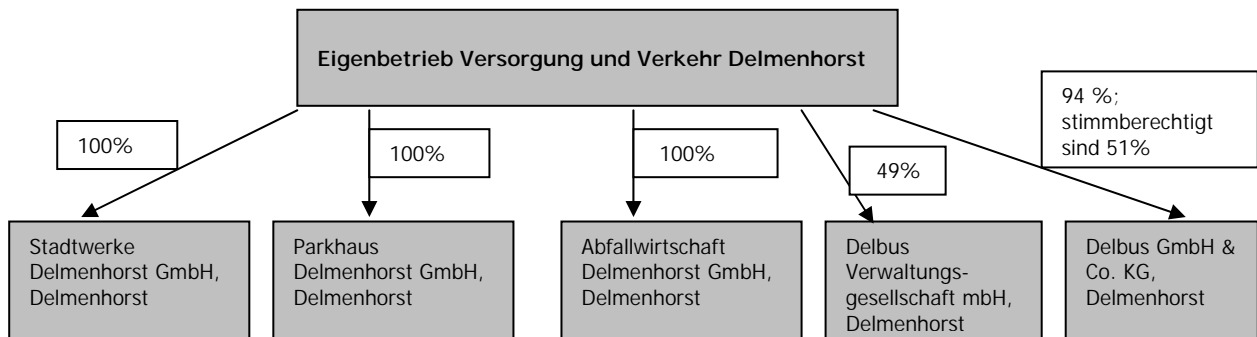 Eigenbetrieb Versorgung und Verkehr Delmenhorst
100%
100%
100%
49%
94 %;
stimmberechtigt
sind 51%
Stadtwerke
Delmenhorst GmbH,
Delmenhorst
Parkhaus
Delmenhorst GmbH,
Delmenhorst
Abfallwirtschaft
Delmenhorst GmbH,
Delmenhorst
Delbus
Verwaltungs-
gesellschaft mbH,
Delmenhorst
Delbus GmbH &
Co. KG,
Delmenhorst